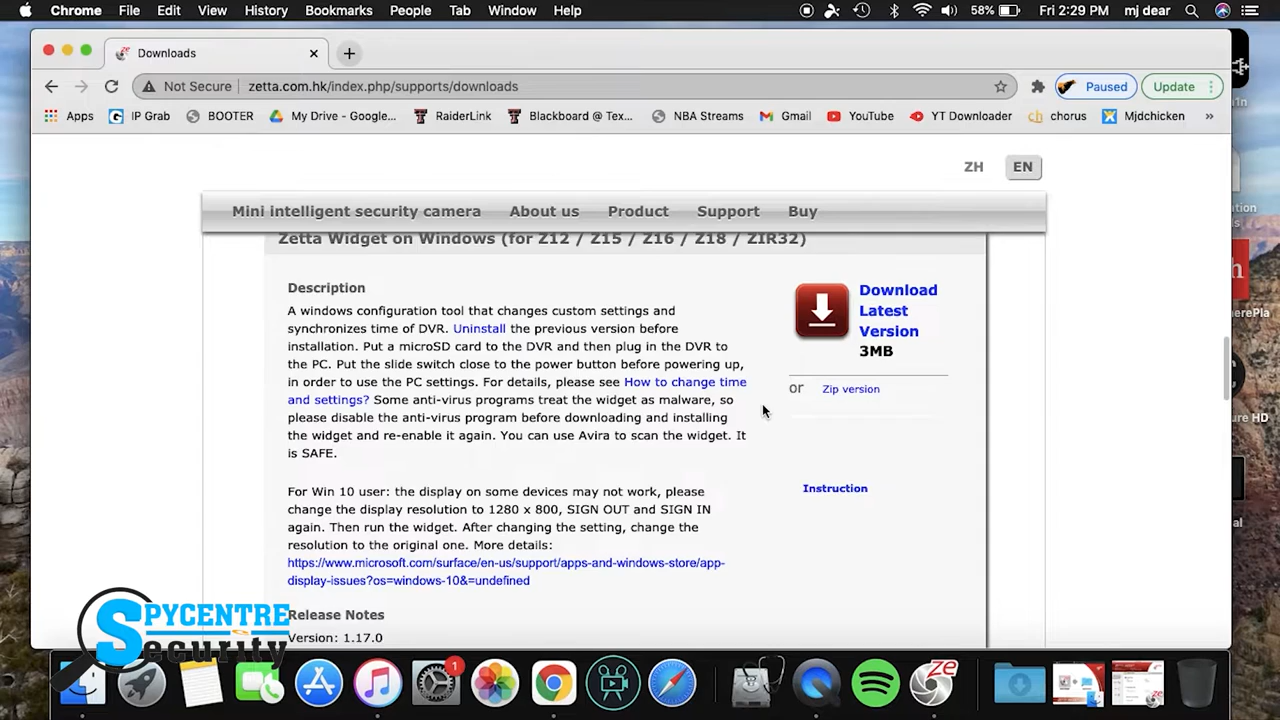 Chrome File Edit View History Bookmarks People Tab Window Help 58% Fri 2:29 PM mj dear
Downloads
Not Secure zetta.com.hk/index.php/supports/downloads Paused Update
Apps IP Grab BOOTER My Drive - Google... RaiderLink Blackboard @ Tex... NBA Streams Gmail YouTube YT Downloader chorus Mjdchicken »
ZH EN
Mini intelligent security camera About us Product Support Buy
Zetta Widget on Windows (for Z12 / Z15 / Z16 / Z18 / ZIR32)
Description
A windows configuration tool that changes custom settings and
synchronizes time of DVR. Uninstall the previous version before
installation. Put a microSD card to the DVR and then plug in the DVR to
the PC. Put the slide switch close to the power button before powering up,
in order to use the PC settings. For details, please see How to change time
and settings? Some anti-virus programs treat the widget as malware, so
please disable the anti-virus program before downloading and installing
the widget and re-enable it again. You can use Avira to scan the widget. It
is SAFE.
Download
Latest
Version
3MB
or Zip version
Instruction
For Win 10 user: the display on some devices may not work, please
change the display resolution to 1280 x 800, SIGN OUT and SIGN IN
again. Then run the widget. After changing the setting, change the
resolution to the original one. More details:
https://www.microsoft.com/surface/en-us/support/apps-and-windows-store/app-
display-issues?os=windows-10&=undefined
Release Notes
Version: 1.17.0
SPYCENTRE
Security
1
ze